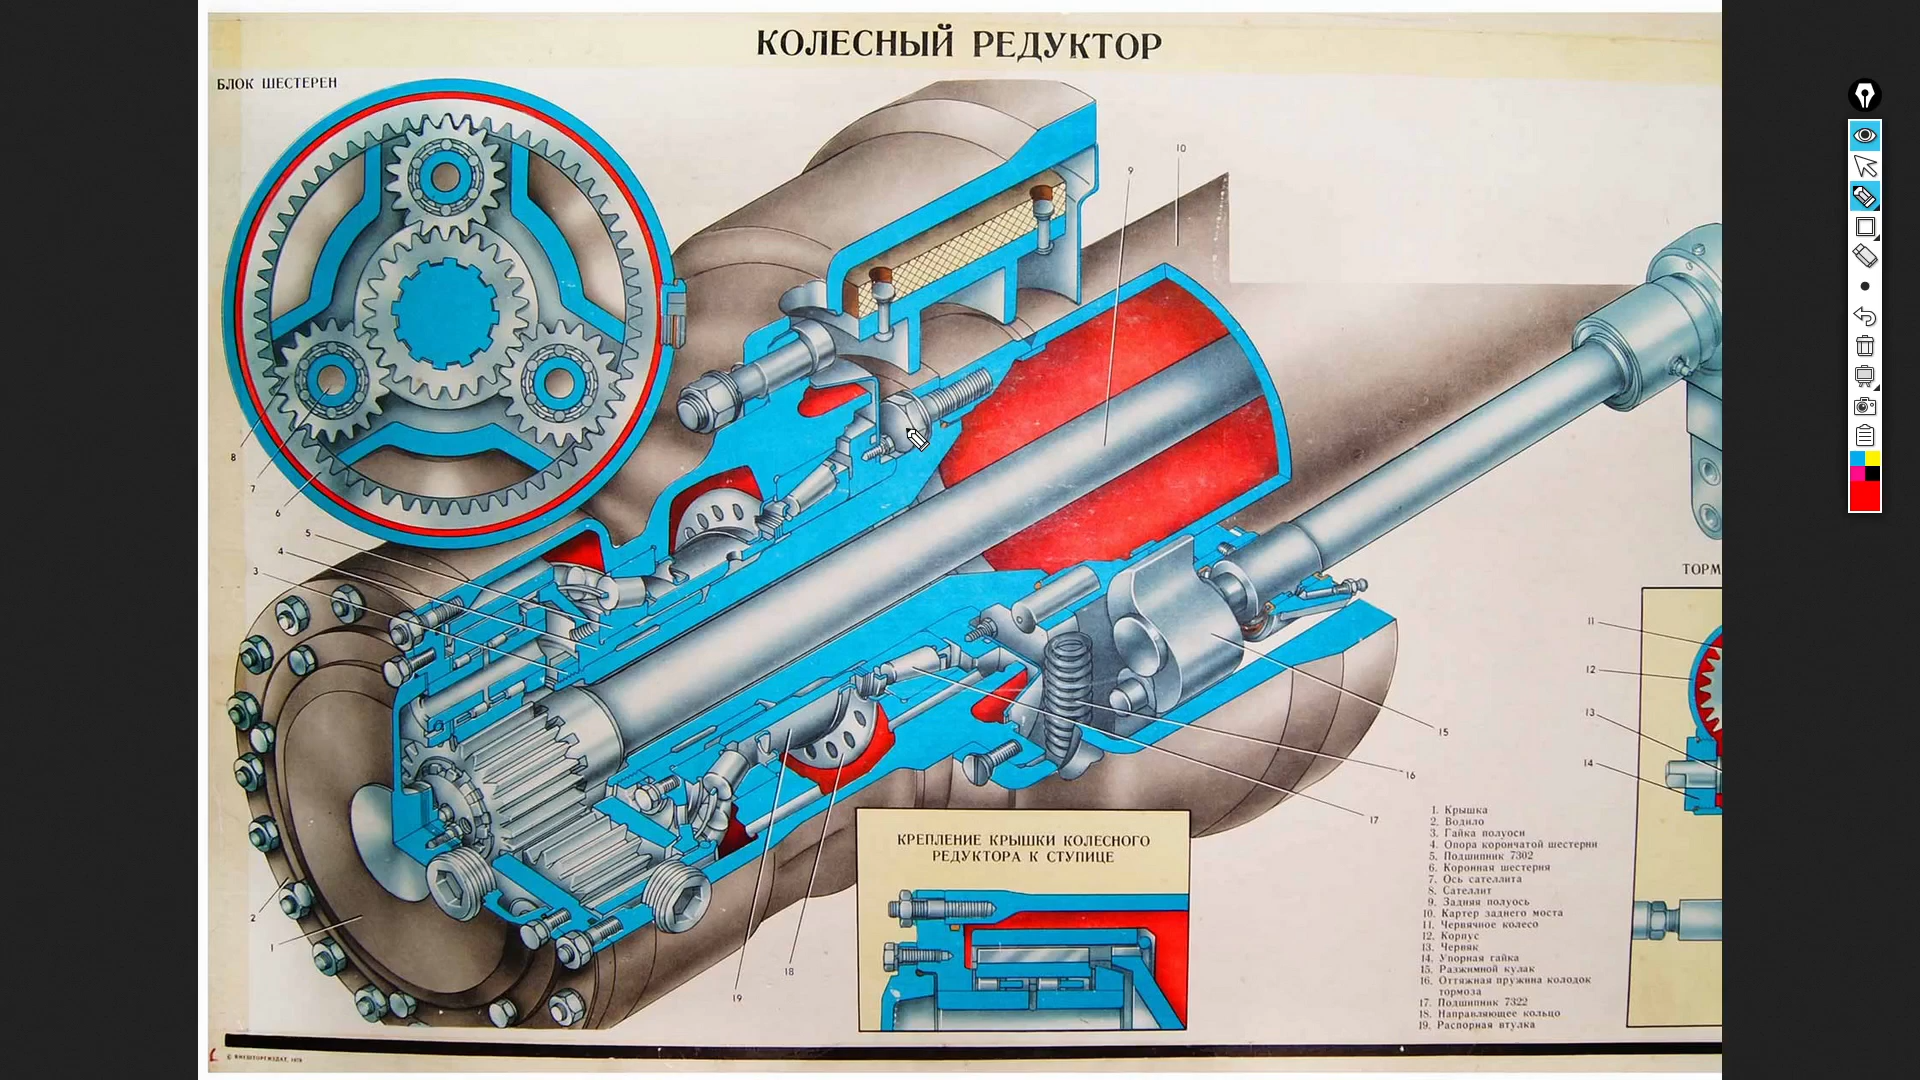 КОЛЕСНЫЙ РЕДУКТОР
БЛОК ШЕСТЕРЕН
10
9
8
7
6
5
4
3
2
1
19
18
17
16
15
ТОРМ
11
12
13
14
КРЕПЛЕНИЕ КРЫШКИ КОЛЕСНОГО
РЕДУКТОРА К СТУПИЦЕ
1. Крышка
2. Водило
3. Гайка полуоси
4. Опора корончатой шестерни
5. Подшипник 7302
6. Коронная шестерня
7. Ось сателлита
8. Сателлит
9. Задняя полуось
10. Картер заднего моста
11. Червячное колесо
12. Корпус
13. Червяк
14. Упорная гайка
15. Разжимной кулак
16. Оттяжная пружина колодок
тормоза
17. Подшипник 7322
18. Направляющее кольцо
19. Распорная втулка
© ВНЕШТОРГИЗДАТ, 1979